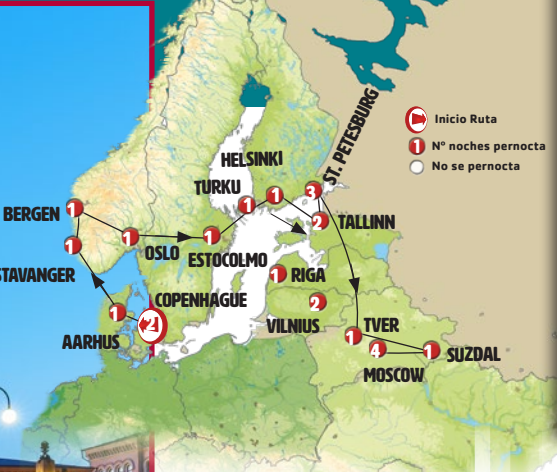 Inicio Ruta
1 Nº noches pernocta
No se pernocta
ST. PETESBURG
HELSINKI
TURKU
1
1
3
BERGEN
1
2
TALLINN
STAVANGER
1
1
OSLO
1
ESTOCOLMO
1
RIGA
COPENHAGUE
2
VILNIUS
1
AARHUS
2
TVER
1
4
1
SUZDAL
MOSCOW